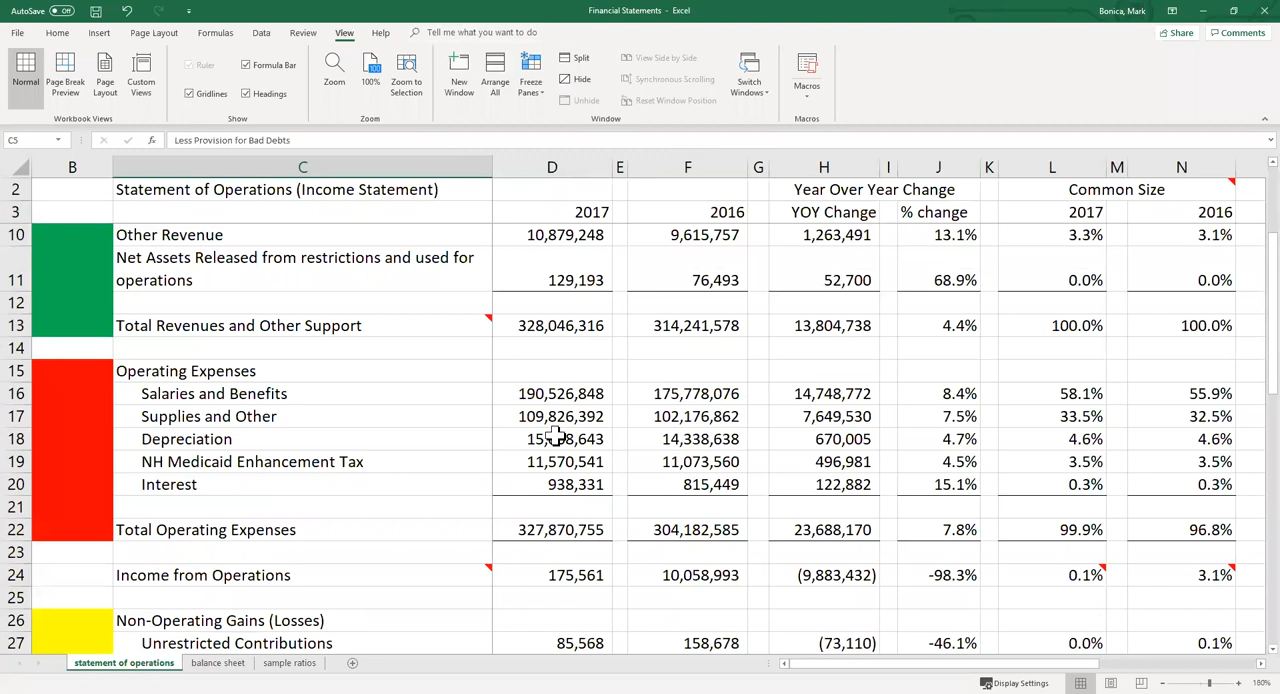 AutoSave Off
Financial Statements - Excel
Bonica, Mark
File Home Insert Page Layout Formulas Data Review View Help Tell me what you want to do Share Comments
Normal Page Break Preview Page Layout Custom Views
Ruler Formula Bar
Gridlines Headings
Zoom 100% Zoom to Selection
New Window Arrange All Freeze Panes
Split
Hide
Unhide
View Side by Side
Synchronous Scrolling
Reset Window Position
Switch Windows
Macros
Workbook Views Show Zoom Window Macros
C5 fx Less Provision for Bad Debts
B C D E F G H I J K L M N
2 Statement of Operations (Income Statement) Year Over Year Change Common Size
3 2017 2016 YOY Change % change 2017 2016
10 Other Revenue 10,879,248 9,615,757 1,263,491 13.1% 3.3% 3.1%
Net Assets Released from restrictions and used for
11 operations 129,193 76,493 52,700 68.9% 0.0% 0.0%
12
13 Total Revenues and Other Support 328,046,316 314,241,578 13,804,738 4.4% 100.0% 100.0%
14
15 Operating Expenses
16 Salaries and Benefits 190,526,848 175,778,076 14,748,772 8.4% 58.1% 55.9%
17 Supplies and Other 109,826,392 102,176,862 7,649,530 7.5% 33.5% 32.5%
18 Depreciation 14,338,638 670,005 4.7% 4.6% 4.6%
19 NH Medicaid Enhancement Tax 11,570,541 11,073,560 496,981 4.5% 3.5% 3.5%
20 Interest 938,331 815,449 122,882 15.1% 0.3% 0.3%
21
22 Total Operating Expenses 327,870,755 304,182,585 23,688,170 7.8% 99.9% 96.8%
23
24 Income from Operations 175,561 10,058,993 (9,883,432) -98.3% 0.1% 3.1%
25
26 Non-Operating Gains (Losses)
27 Unrestricted Contributions 85,568 158,678 (73,110) -46.1% 0.0% 0.1%
statement of operations balance sheet sample ratios
Display Settings 180%